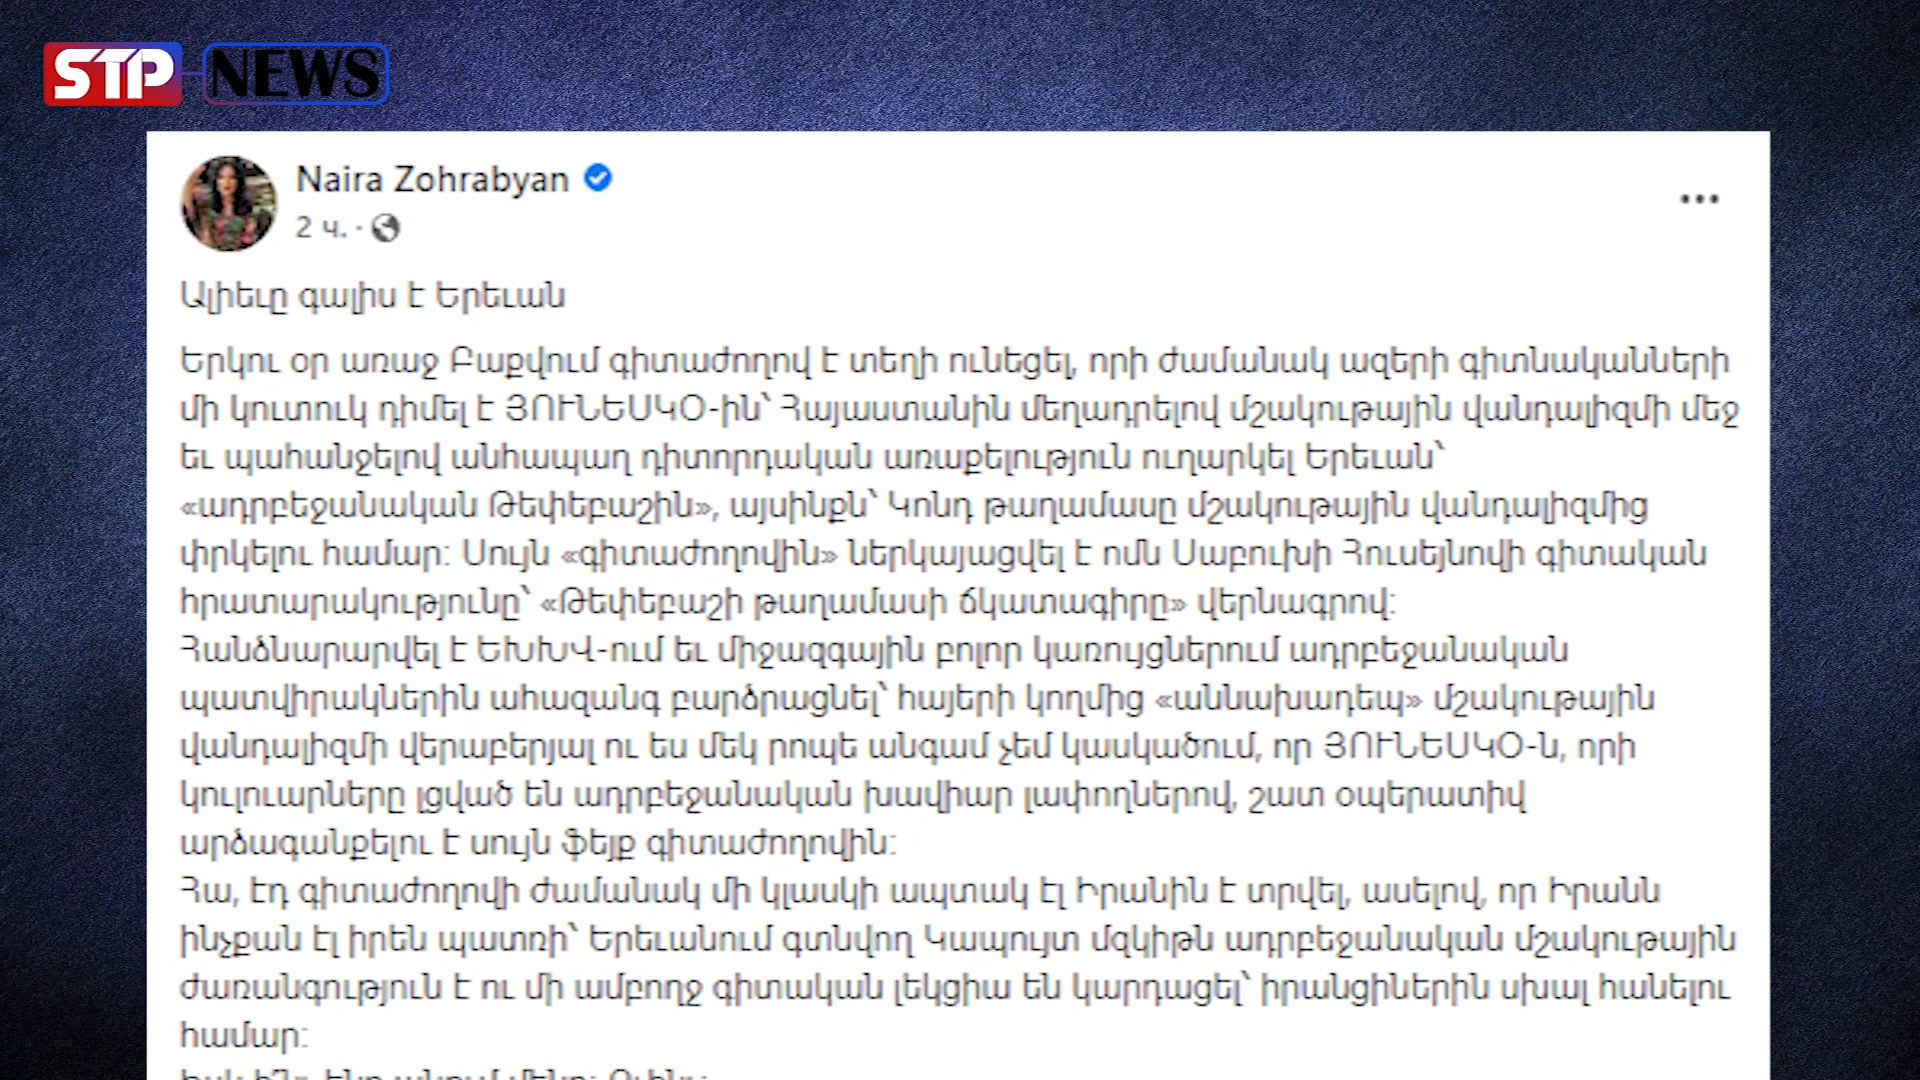 STP NEWS
Naira Zohrabyan
2 ч. ·
Ալիեւը գալիս է Երեւան
Երկու օր առաջ Բաքվում գիտաժողով է տեղի ունեցել, որի ժամանակ ազերի գիտնականների
մի կուտուկ դիմել է ՅՈՒՆԵՍԿՕ-ին՝ Հայաստանին մեղադրելով մշակութային վանդալիզմի մեջ
եւ պահանջելով անհապաղ դիտորդական առաքելություն ուղարկել Երեւան՝
«ադրբեջանական Թեփեբաշին», այսինքն՝ Կոնդ թաղամասը մշակութային վանդալիզմից
փրկելու համար: Սույն «գիտաժողովին» ներկայացվել է ոմն Սաբուխի Հուսեյնովի գիտական
հրատարակությունը՝ «Թեփեբաշի թաղամասի ճկատագիրը» վերնագրով:
Հանձնարարվել է ԵԽԽՎ-ում եւ միջազգային բոլոր կառույցներում ադրբեջանական
պատվիրակներին ահազանգ բարձրացնել՝ հայերի կողմից «աննախադեպ» մշակութային
վանդալիզմի վերաբերյալ ու ես մեկ րոպե անգամ չեմ կասկածում, որ ՅՈՒՆԵՍԿՕ-ն, որի
կուլուարները լցված են ադրբեջանական խավիար լափողներով, շատ օպերատիվ
արձագանքելու է սույն ֆեյք գիտաժողովին:
Հա, էդ գիտաժողովի ժամանակ մի կլասկի ապտակ էլ Իրանին է տրվել, ասելով, որ Իրանն
ինչքան էլ իրեն պատռի՝ Երեւանում գտնվող Կապույտ մզկիթն ադրբեջանական մշակութային
ժառանգություն է ու մի ամբողջ գիտական լեկցիա են կարդացել՝ իրանցիներին սխալ հանելու
համար: